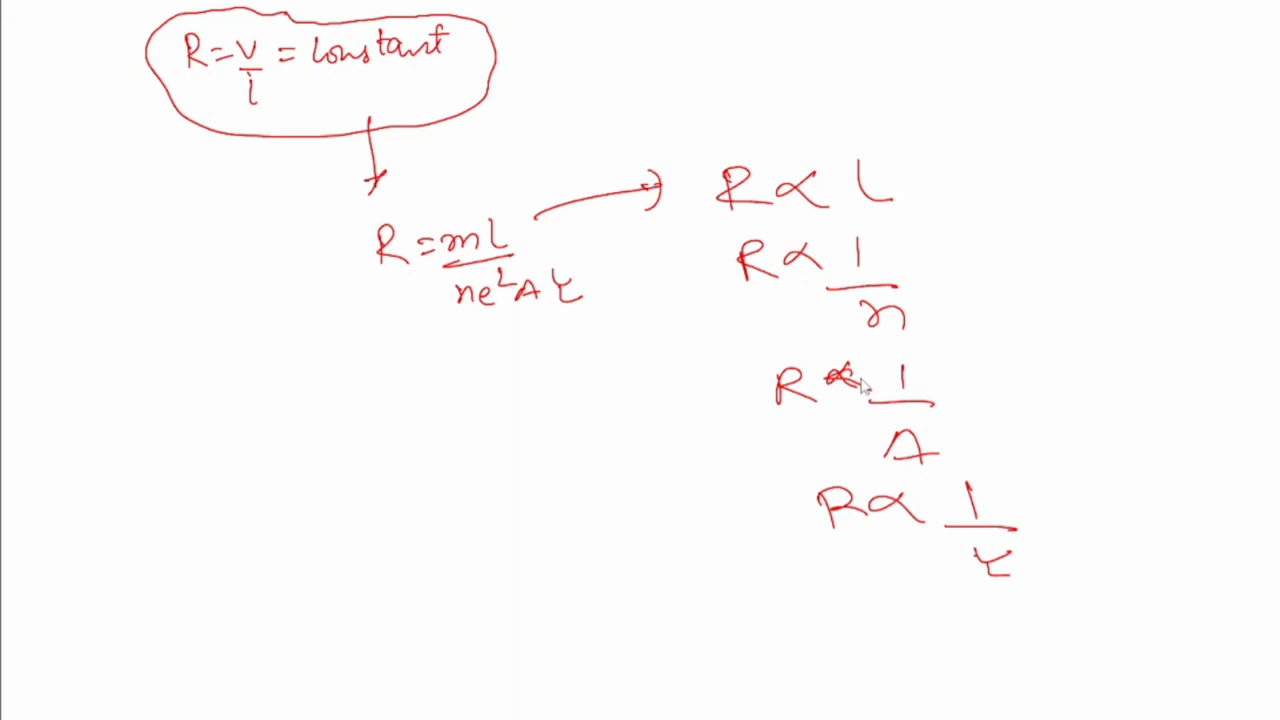 R = V/i = constant
R = ml/ne²Aτ
R ∝ l
R ∝ 1/n
R ∝ 1/A
R ∝ 1/τ